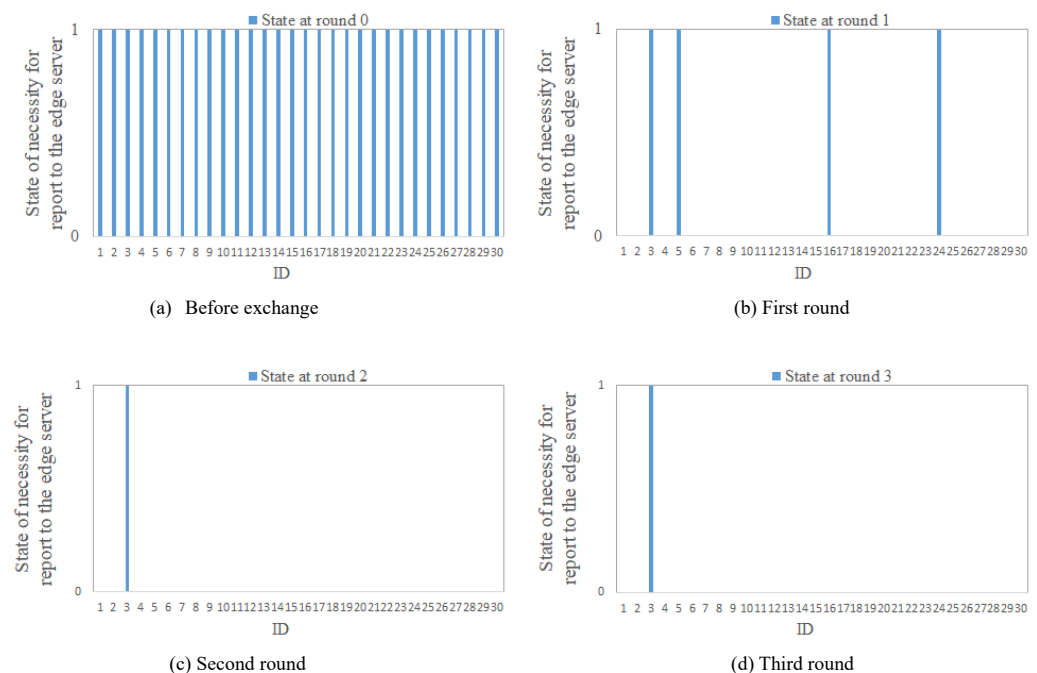 State at round 0
1
0
State of necessity for
report to the edge server
1 2 3 4 5 6 7 8 9 10 11 12 13 14 15 16 17 18 19 20 21 22 23 24 25 26 27 28 29 30
ID
(a) Before exchange
State at round 1
1
0
State of necessity for
report to the edge server
1 2 3 4 5 6 7 8 9 10 11 12 13 14 15 16 17 18 19 20 21 22 23 24 25 26 27 28 29 30
ID
(b) First round
State at round 2
1
0
State of necessity for
report to the edge server
1 2 3 4 5 6 7 8 9 10 11 12 13 14 15 16 17 18 19 20 21 22 23 24 25 26 27 28 29 30
ID
(c) Second round
State at round 3
1
0
State of necessity for
report to the edge server
1 2 3 4 5 6 7 8 9 10 11 12 13 14 15 16 17 18 19 20 21 22 23 24 25 26 27 28 29 30
ID
(d) Third round